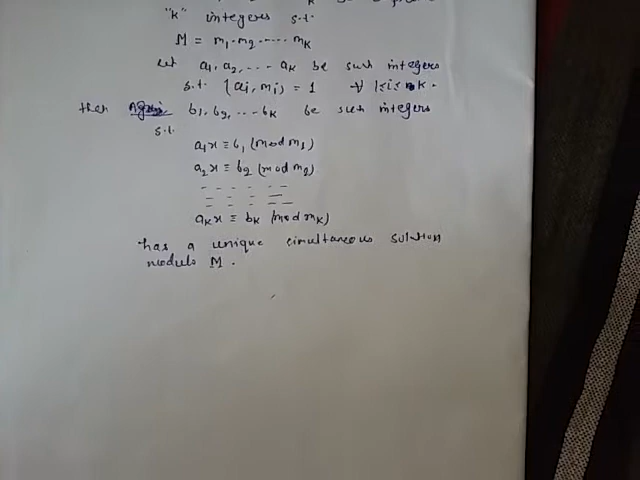 "k" integers s.t.
M = m₁·m₂·····mₖ
let a₁, a₂, ... aₖ be such integers
s.t. (aᵢ, mᵢ) = 1 ∀ 1≤i≤k.
then b₁, b₂, ... bₖ be such integers
s.t.
a₁x ≡ b₁ (mod m₁)
a₂x ≡ b₂ (mod m₂)
aₖx ≡ bₖ (mod mₖ)
has a unique simultaneous solution
modulo M.